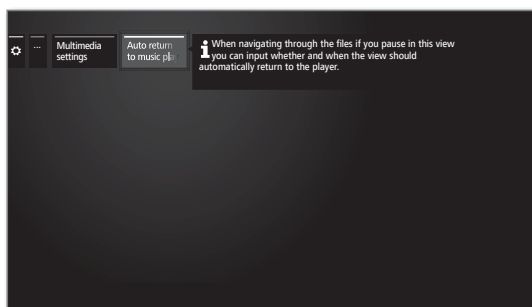 ...
Multimedia
settings
Auto return
to music pla
When navigating through the files if you pause in this view
you can input whether and when the view should
automatically return to the player.